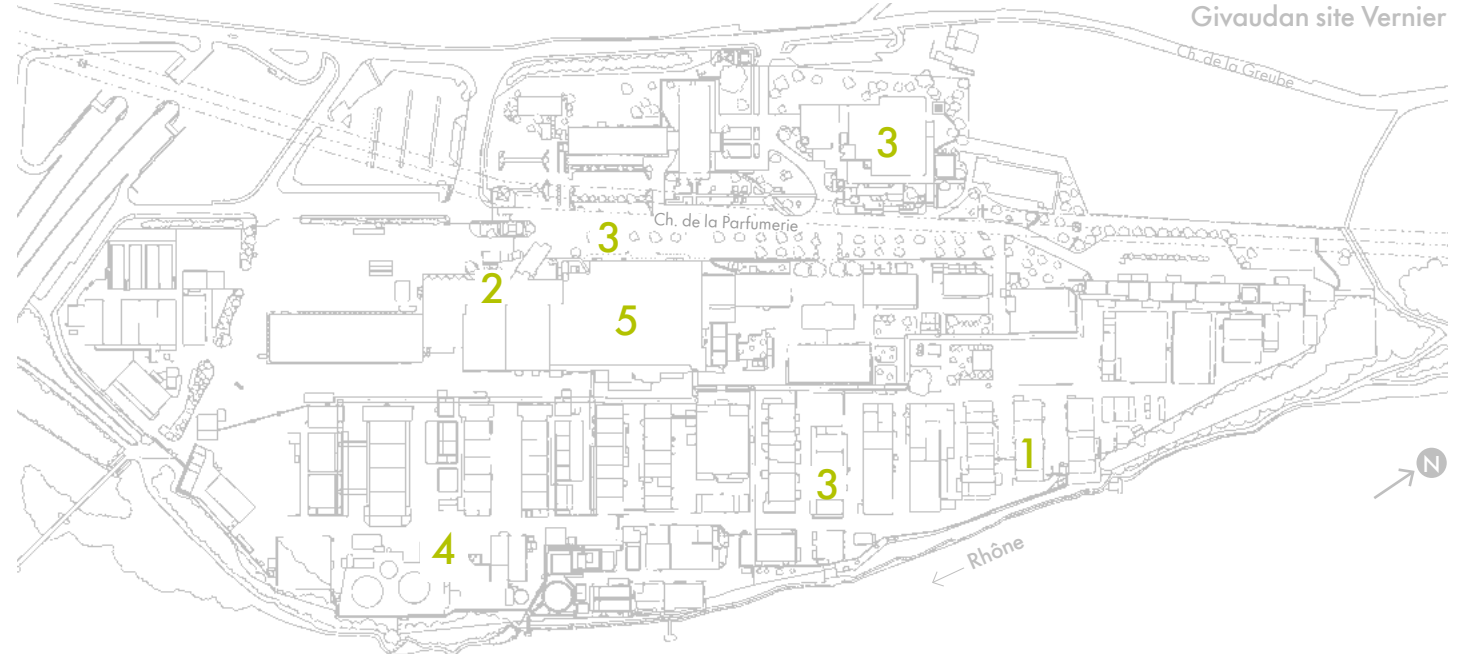 Givaudan site Vernier
Ch. de la Greube
3
Ch. de la Parfumerie
3
2
5
1
N
3
4
Rhône